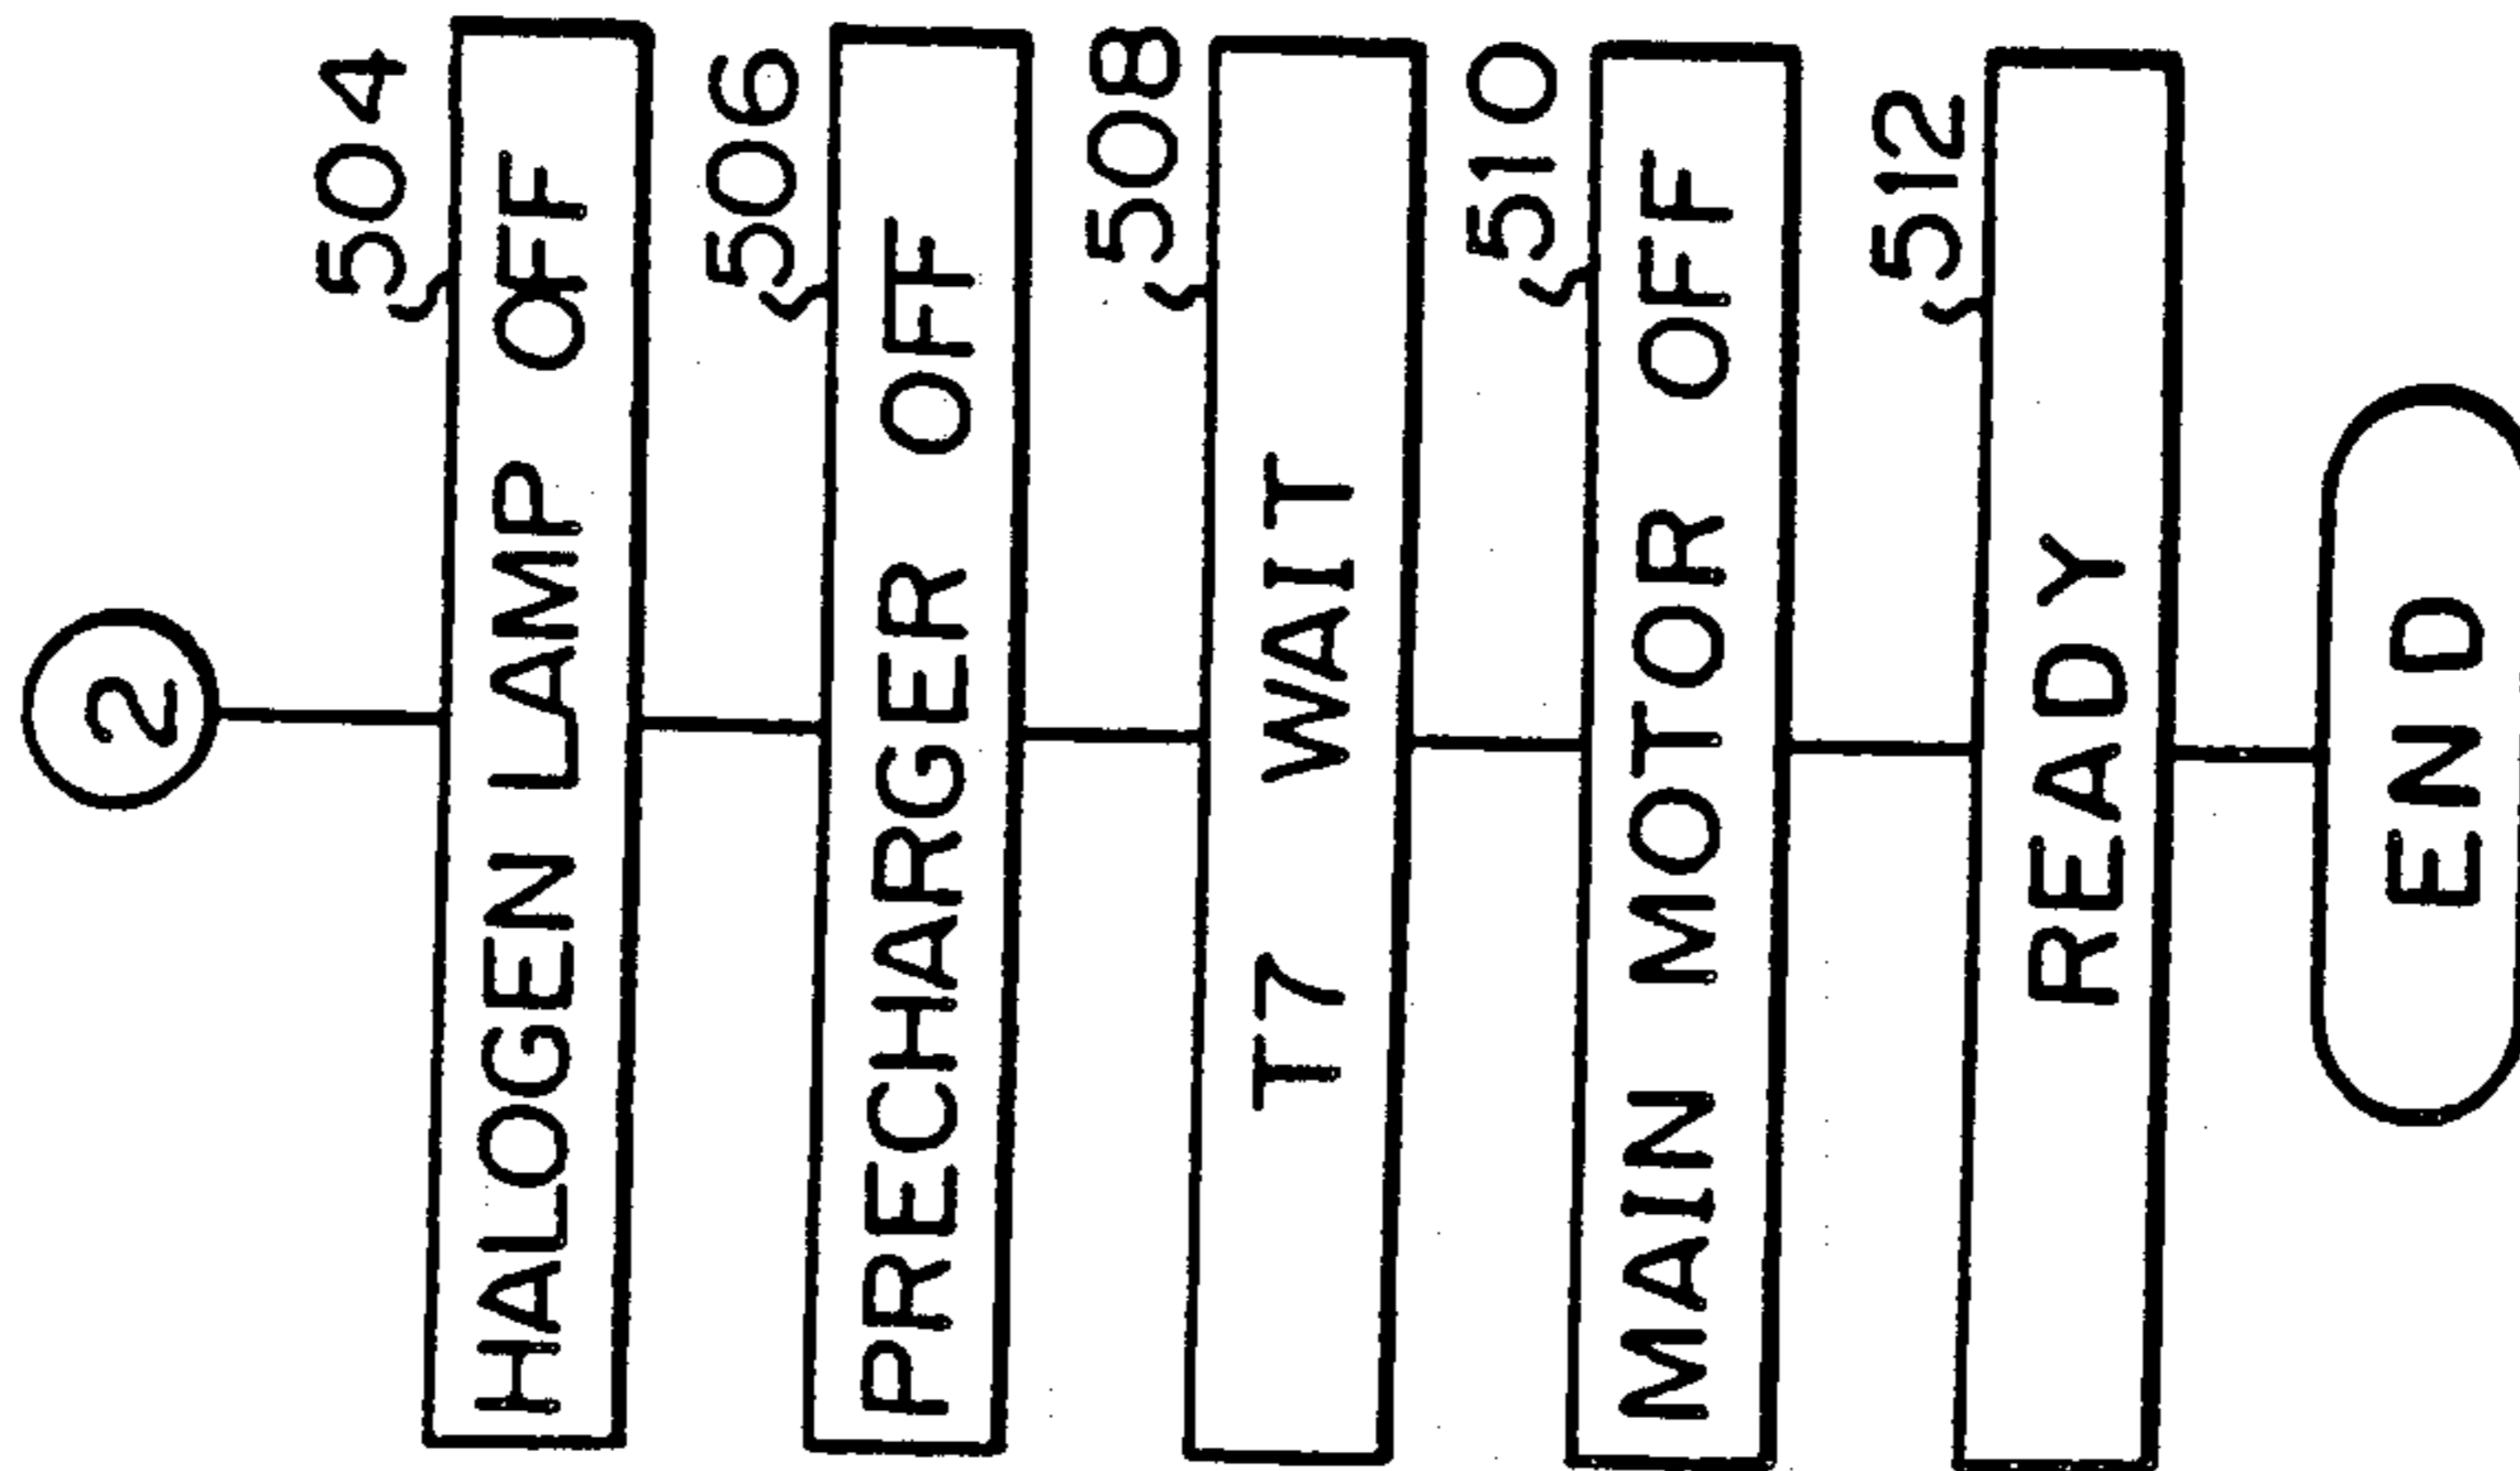 2
504
HALOGEN LAMP OFF
506
PRECHARGER OFF
508
T7 WAIT
510
MAIN MOTOR OFF
512
READY
END